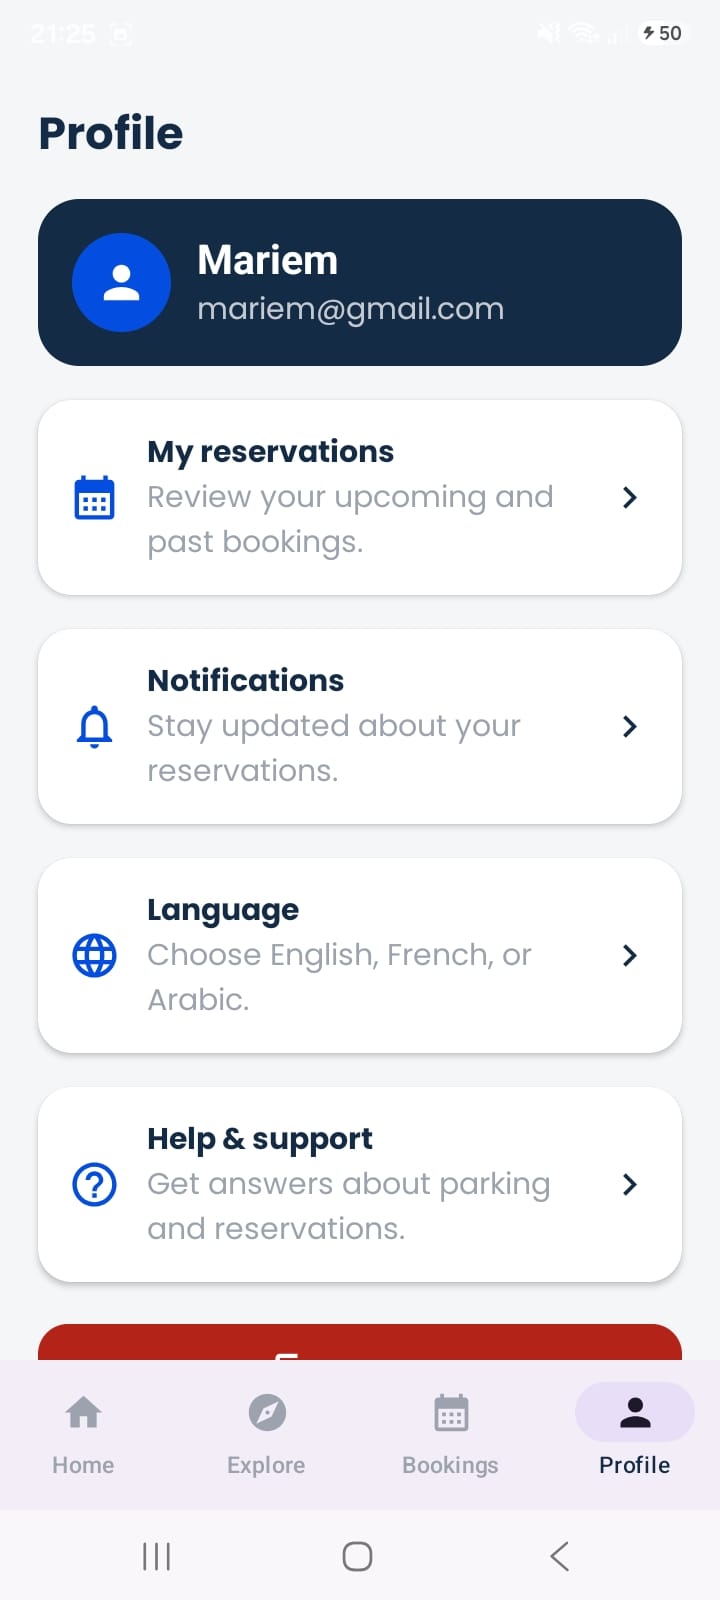 21:25
50
Profile
Mariem
mariem@gmail.com
My reservations
Review your upcoming and
past bookings.
Notifications
Stay updated about your
reservations.
Language
Choose English, French, or
Arabic.
Help & support
Get answers about parking
and reservations.
Home
Explore
Bookings
Profile